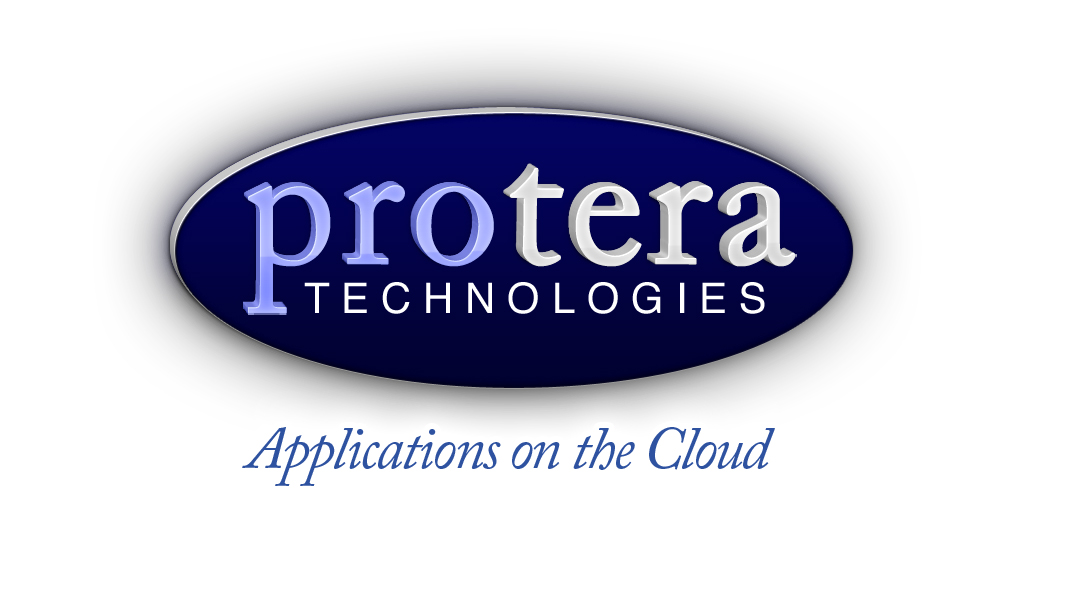 protera
TECHNOLOGIES
Applications on the Cloud